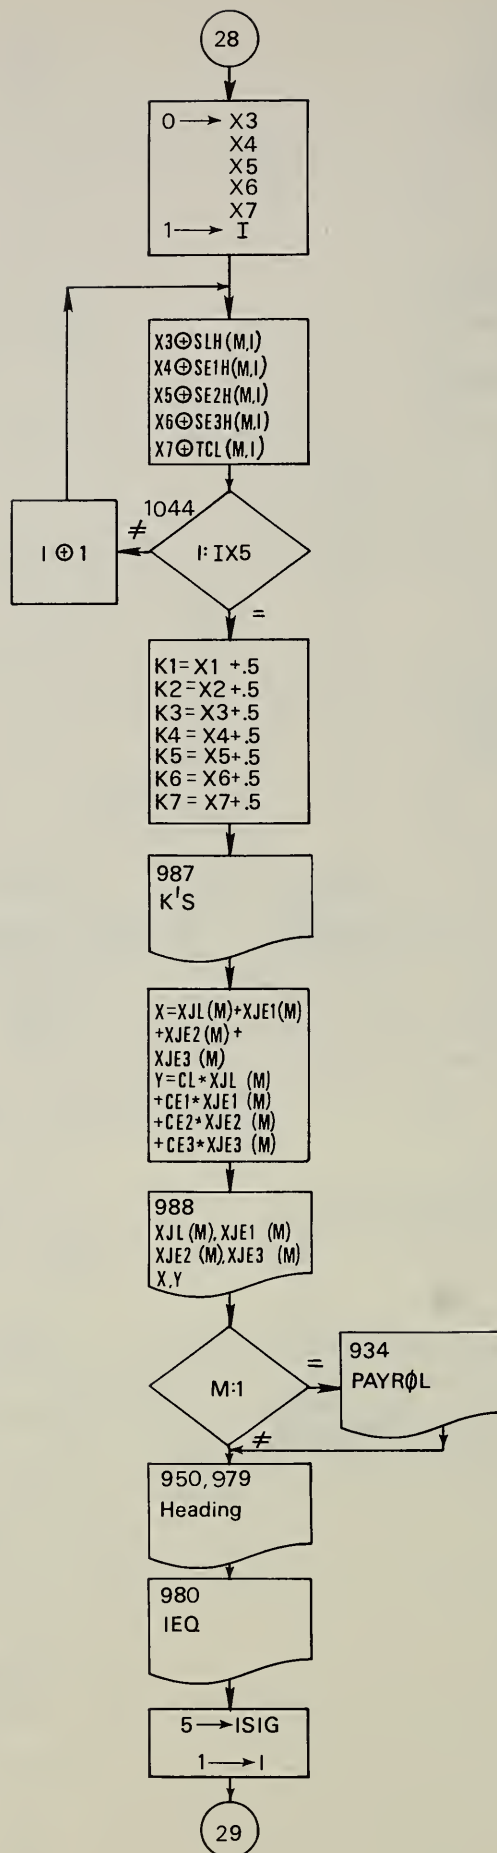 28
0 → X3
X4
X5
X6
X7
1 → I
X3⊕SLH(M,I)
X4⊕SE1H(M,I)
X5⊕SE2H(M,I)
X6⊕SE3H(M,I)
X7⊕TCL(M,I)
1044
≠
I ⊕ 1
I: IX5
=
K1= X1 +.5
K2= X2+.5
K3= X3+.5
K4= X4+.5
K5= X5+.5
K6= X6+.5
K7= X7+.5
987
K'S
X=XJL(M)+XJE1(M)
+XJE2(M)+
XJE3 (M)
Y=CL*XJL (M)
+CE1*XJE1 (M)
+CE2*XJE2 (M)
+CE3*XJE3 (M)
988
XJL(M),XJE1 (M)
XJE2(M),XJE3 (M)
X,Y
M:1
=
934
PAYRØL
≠
950,979
Heading
980
IEQ
5 → ISIG
1 → I
29